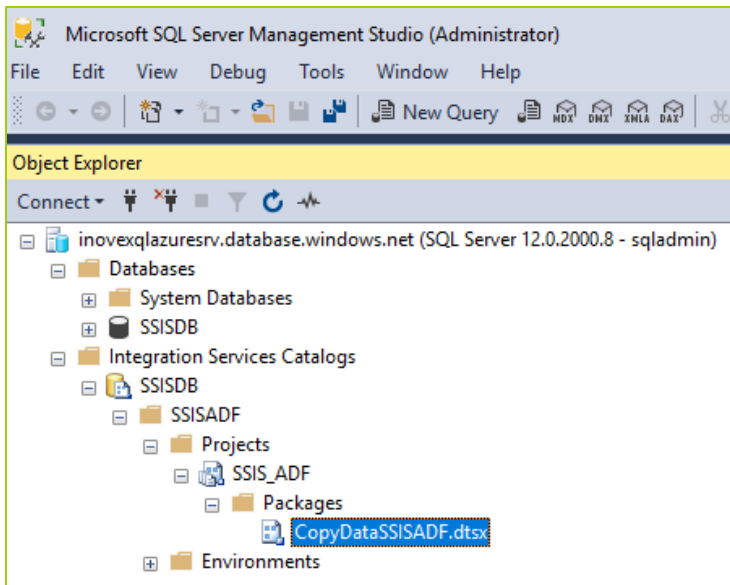 Microsoft SQL Server Management Studio (Administrator)
File Edit View Debug Tools Window Help
New Query MDX DMX XMLA DAX
Object Explorer
Connect
inovexqlazuresrv.database.windows.net (SQL Server 12.0.2000.8 - sqladmin)
Databases
System Databases
SSISDB
Integration Services Catalogs
SSISDB
SSISADF
Projects
SSIS_ADF
Packages
CopyDataSSISADF.dtsx
Environments